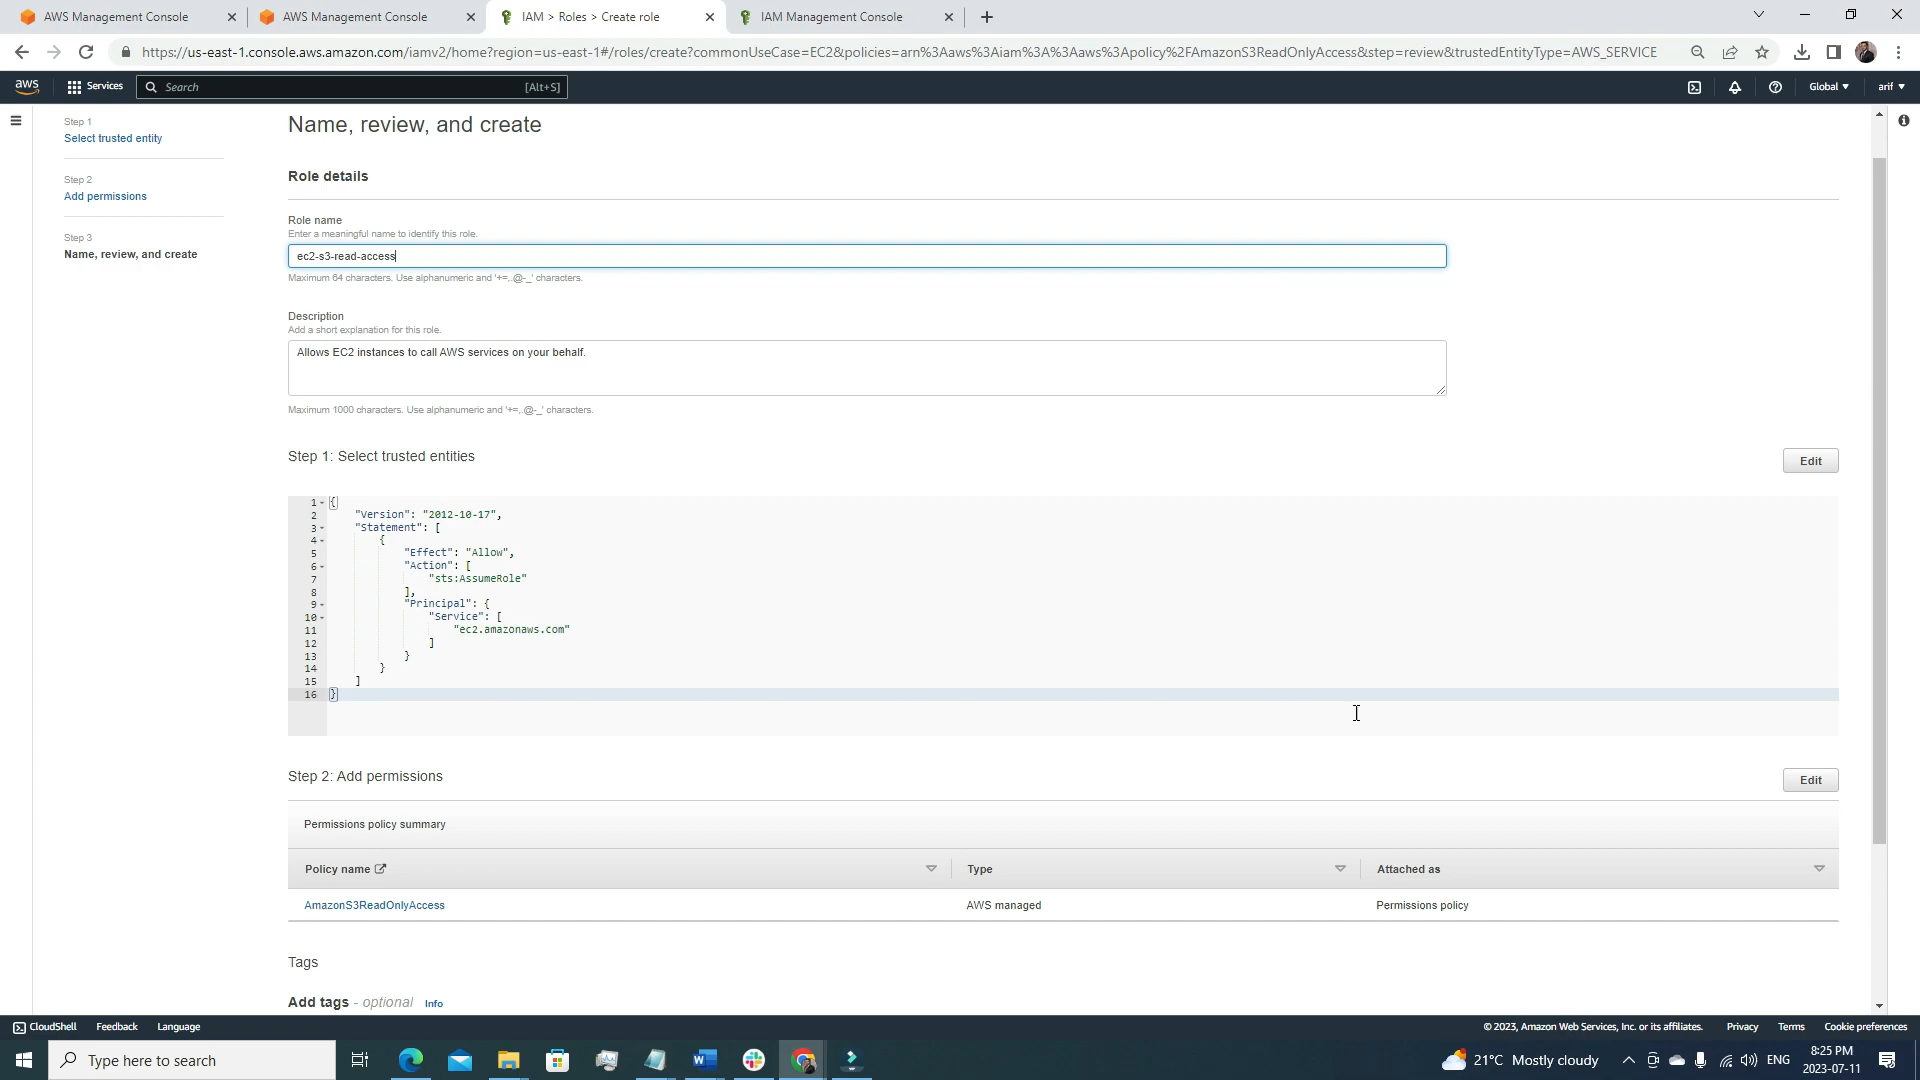 AWS Management Console
AWS Management Console
IAM > Roles > Create role
IAM Management Console
https://us-east-1.console.aws.amazon.com/iamv2/home?region=us-east-1#/roles/create?commonUseCase=EC2&policies=arn%3Aaws%3Aiam%3A%3Aaws%3Apolicy%2FAmazonS3ReadOnlyAccess&step=review&trustedEntityType=AWS_SERVICE
aws
Services
Search
[Alt+S]
Global
arif
Step 1
Select trusted entity
Step 2
Add permissions
Step 3
Name, review, and create
Name, review, and create
Role details
Role name
Enter a meaningful name to identify this role.
ec2-s3-read-access
Maximum 64 characters. Use alphanumeric and '+=,.@-_' characters.
Description
Add a short explanation for this role.
Allows EC2 instances to call AWS services on your behalf.
Maximum 1000 characters. Use alphanumeric and '+=,.@-_' characters.
Step 1: Select trusted entities
Edit
1 {
2 "Version": "2012-10-17",
3 "Statement": [
4 {
5 "Effect": "Allow",
6 "Action": [
7 "sts:AssumeRole"
8 ],
9 "Principal": {
10 "Service": [
11 "ec2.amazonaws.com"
12 ]
13 }
14 }
15 ]
16 }
Step 2: Add permissions
Edit
Permissions policy summary
Policy name
Type
Attached as
AmazonS3ReadOnlyAccess
AWS managed
Permissions policy
Tags
Add tags - optional Info
CloudShell
Feedback
Language
© 2023, Amazon Web Services, Inc. or its affiliates.
Privacy
Terms
Cookie preferences
Type here to search
21°C Mostly cloudy
ENG
8:25 PM
2023-07-11